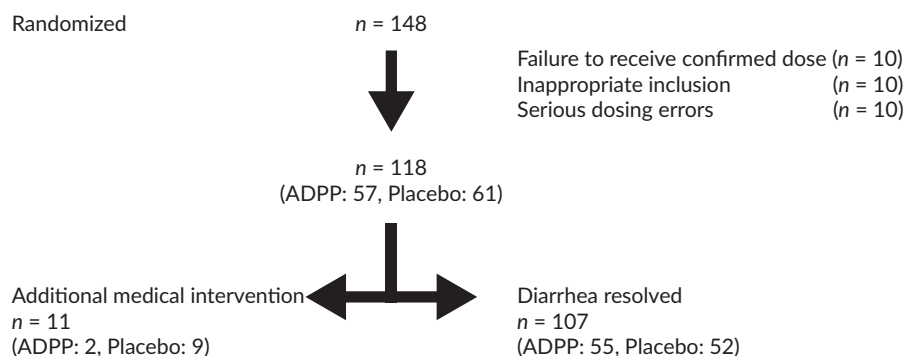 Randomized
n = 148
Failure to receive confirmed dose (n = 10)
Inappropriate inclusion (n = 10)
Serious dosing errors (n = 10)
n = 118
(ADPP: 57, Placebo: 61)
Additional medical intervention
n = 11
(ADPP: 2, Placebo: 9)
Diarrhea resolved
n = 107
(ADPP: 55, Placebo: 52)